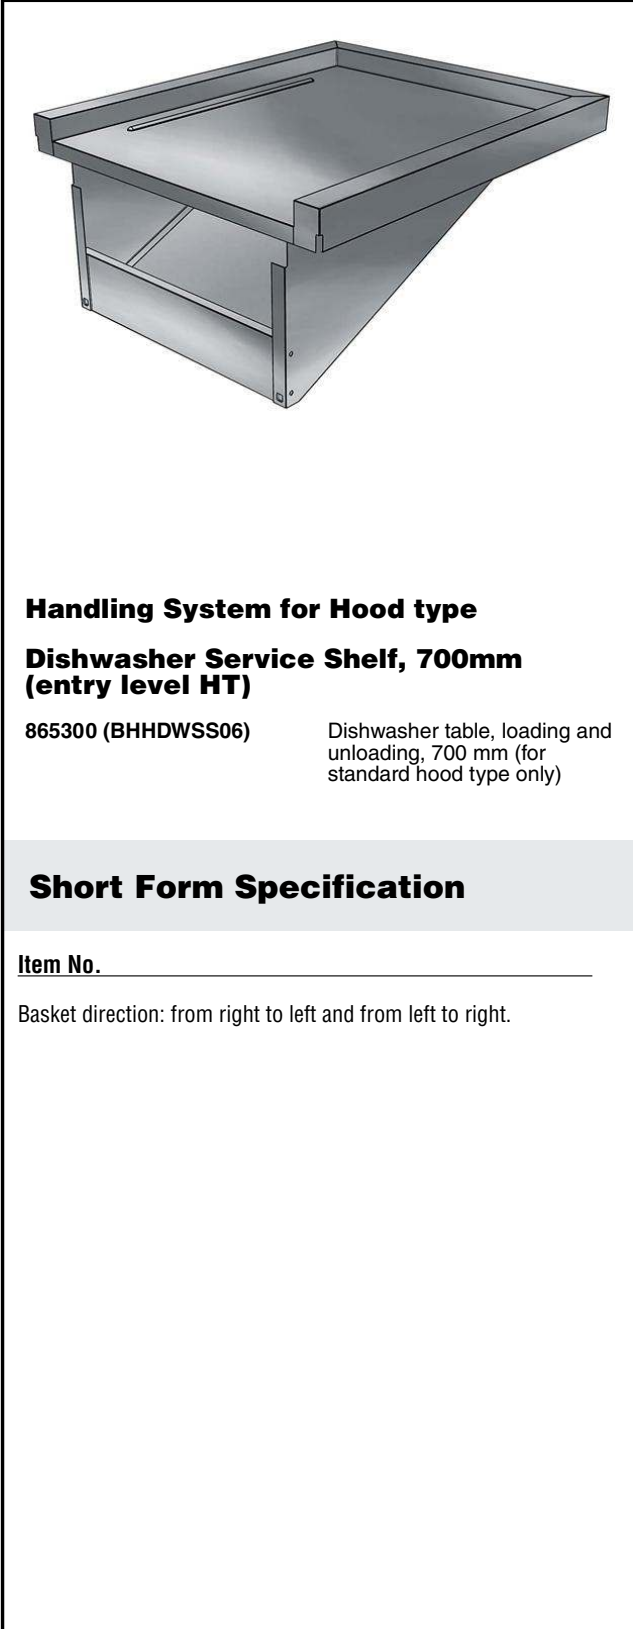 Handling System for Hood type
Dishwasher Service Shelf, 700mm
(entry level HT)
865300 (BHHDWSS06)
Dishwasher table, loading and
unloading, 700 mm (for
standard hood type only)
Short Form Specification
Item No.
Basket direction: from right to left and from left to right.